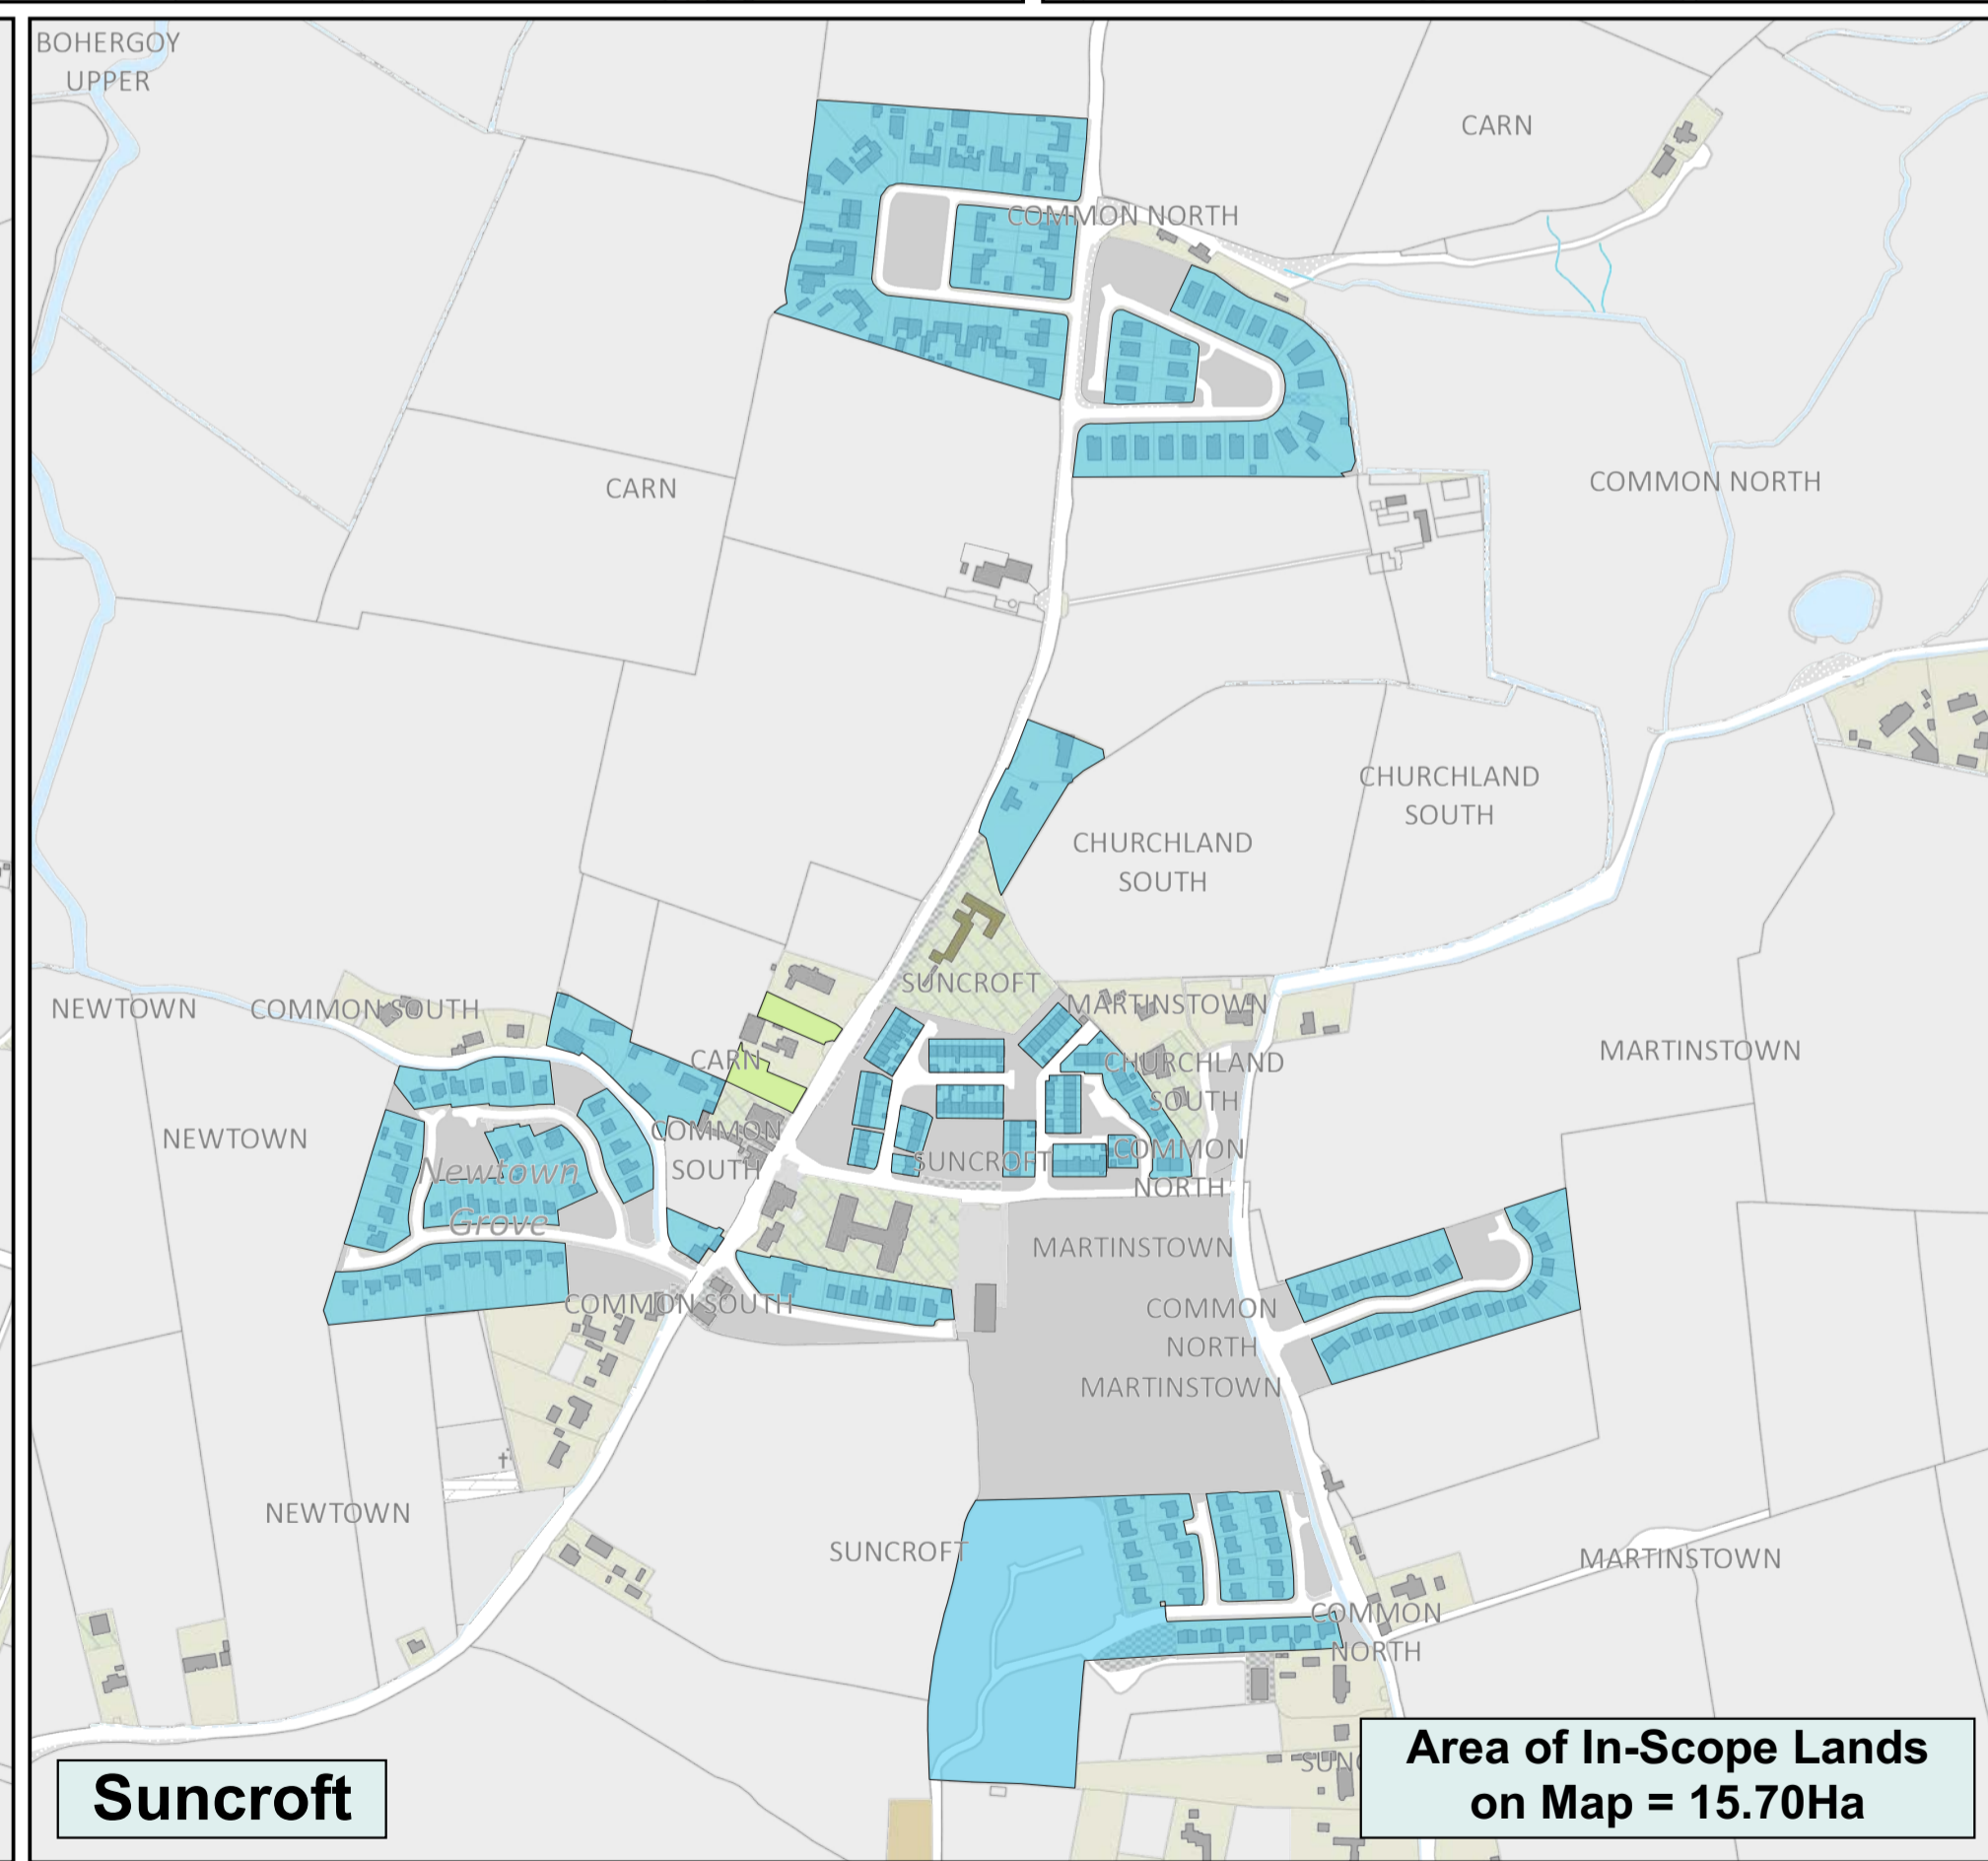 BOHERGOY
UPPER
CARN
COMMON NORTH
CARN
COMMON NORTH
CHURCHLAND
SOUTH
CHURCHLAND
SOUTH
SUNCROFT
NEWTOWN
COMMON SOUTH
MARTINSTOWN
MARTINSTOWN
CARN
CHURCHLAND
SOUTH
NEWTOWN
COMMON
SOUTH
SUNCROFT
COMMON
NORTH
Newtown
Grove
MARTINSTOWN
COMMON SOUTH
COMMON
NORTH
MARTINSTOWN
NEWTOWN
SUNCROFT
MARTINSTOWN
COMMON
NORTH
SUNC
Suncroft
Area of In-Scope Lands
on Map = 15.70Ha